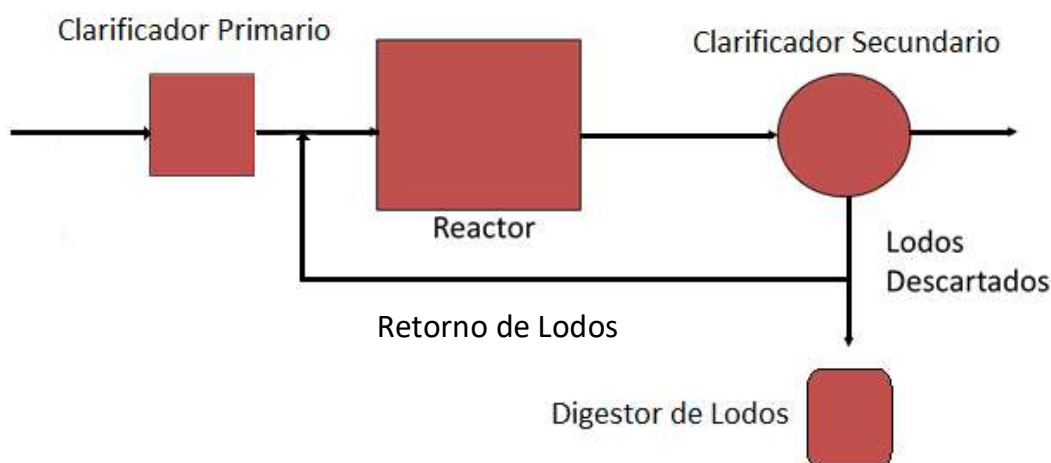 Clarificador Primario
Clarificador Secundario
Reactor
Lodos
Descartados
Retorno de Lodos
Digestor de Lodos